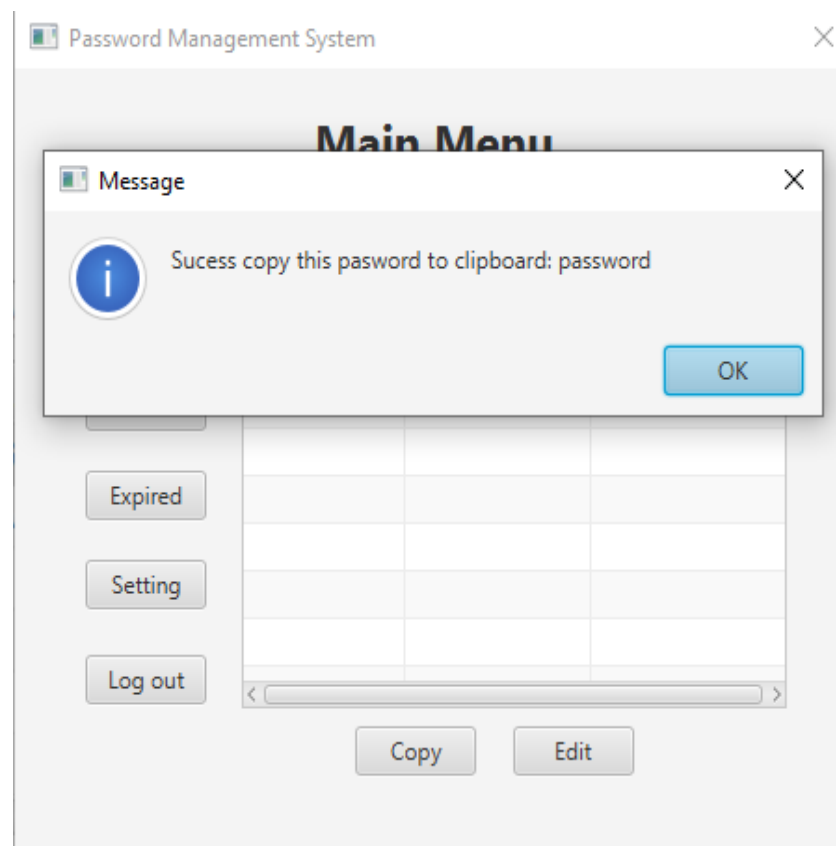 Password Management System
Main Menu
Message
Sucess copy this pasword to clipboard: password
OK
Expired
Setting
Log out
Copy
Edit